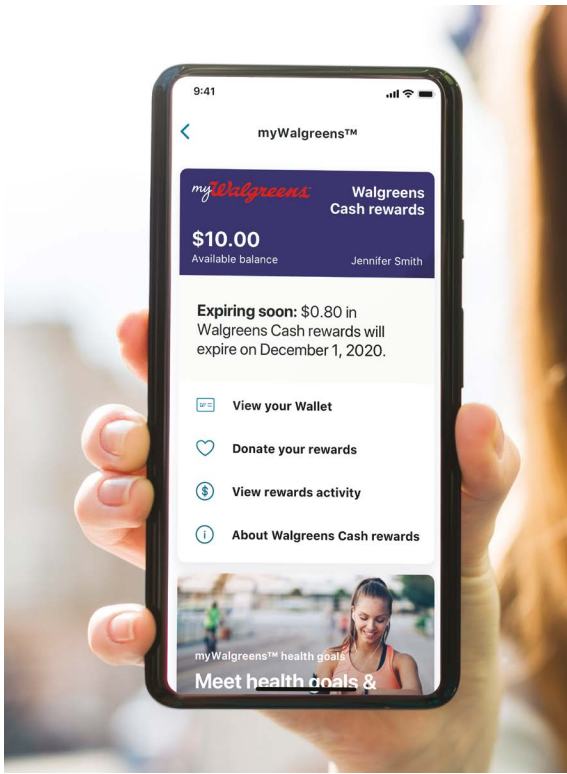 9:41
myWalgreens™
myWalgreens™
Walgreens
Cash rewards
$10.00
Available balance
Jennifer Smith
Expiring soon: $0.80 in
Walgreens Cash rewards will
expire on December 1, 2020.
View your Wallet
Donate your rewards
View rewards activity
About Walgreens Cash rewards
myWalgreens™ health goals
Meet health goals &